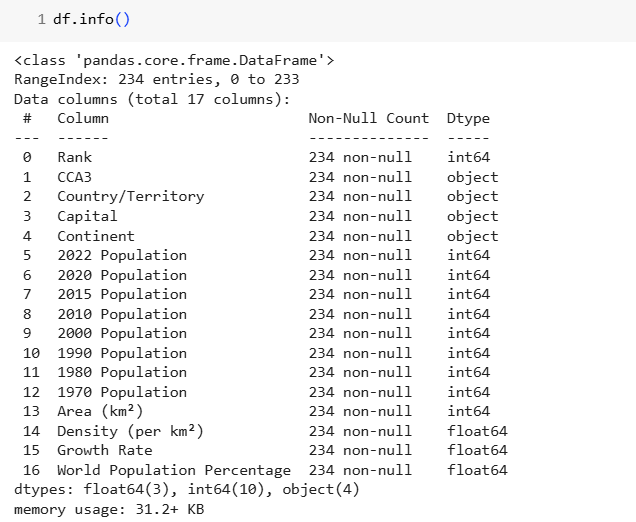 1 df.info()
<class 'pandas.core.frame.DataFrame'>
RangeIndex: 234 entries, 0 to 233
Data columns (total 17 columns):
 #   Column                       Non-Null Count  Dtype
---  ------                       --------------  -----
 0   Rank                         234 non-null    int64
 1   CCA3                         234 non-null    object
 2   Country/Territory            234 non-null    object
 3   Capital                      234 non-null    object
 4   Continent                    234 non-null    object
 5   2022 Population              234 non-null    int64
 6   2020 Population              234 non-null    int64
 7   2015 Population              234 non-null    int64
 8   2010 Population              234 non-null    int64
 9   2000 Population              234 non-null    int64
 10  1990 Population              234 non-null    int64
 11  1980 Population              234 non-null    int64
 12  1970 Population              234 non-null    int64
 13  Area (km²)                   234 non-null    int64
 14  Density (per km²)            234 non-null    float64
 15  Growth Rate                  234 non-null    float64
 16  World Population Percentage  234 non-null    float64
dtypes: float64(3), int64(10), object(4)
memory usage: 31.2+ KB